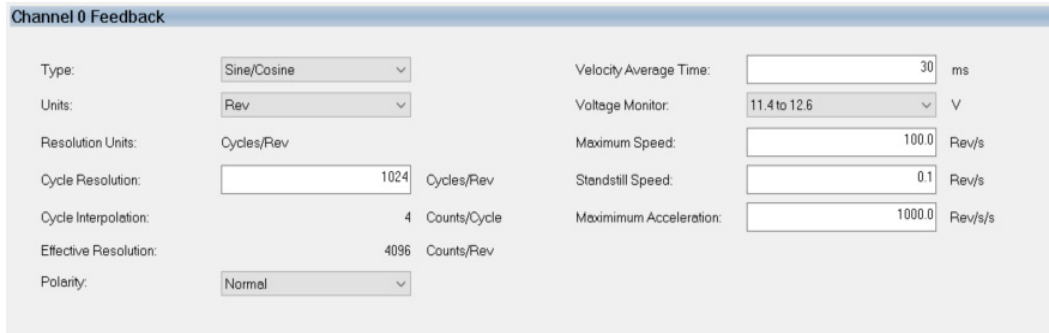 Channel 0 Feedback
Type: Sine/Cosine
Units: Rev
Resolution Units: Cycles/Rev
Cycle Resolution: 1024 Cycles/Rev
Cycle Interpolation: 4 Counts/Cycle
Effective Resolution: 4096 Counts/Rev
Polarity: Normal
Velocity Average Time: 30 ms
Voltage Monitor: 11.4 to 12.6 V
Maximum Speed: 100.0 Rev/s
Standstill Speed: 0.1 Rev/s
Maximimum Acceleration: 1000.0 Rev/s/s